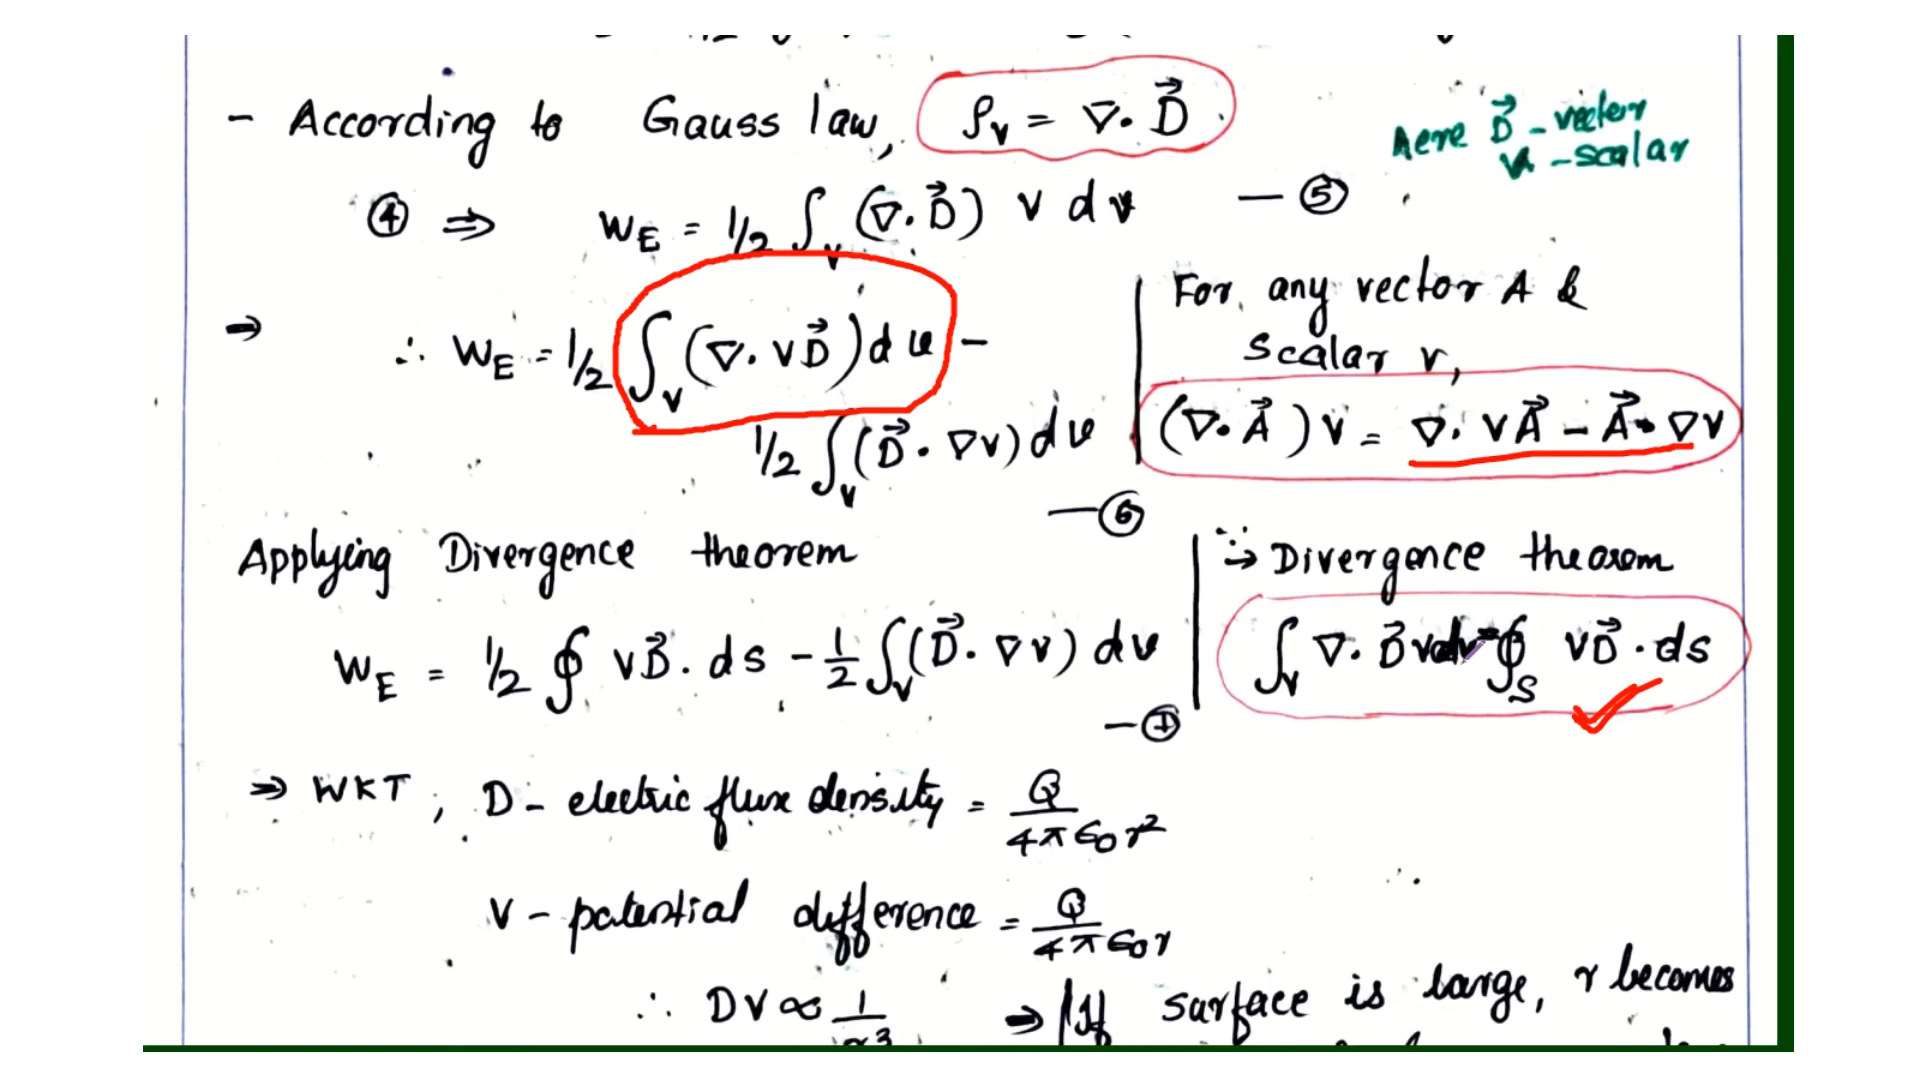 - According to Gauss law, ρv = ∇. D⃗ .
here D⃗ - vector
v - scalar
④ ⇒ WE = 1/2 ∫v (∇. D⃗) V dv — ⑤
⇒ ∴ WE = 1/2 ∫v (∇. VD⃗) dv -
1/2 ∫v (D⃗ . ∇V) dv — ⑥
For any vector A &
Scalar v,
(∇. A⃗) V = ∇. VA⃗ - A⃗ . ∇V
Applying Divergence theorem
WE = 1/2 ∮ VD⃗. ds - 1/2 ∫v (D⃗. ∇V) dv
— ⑦
∵→ Divergence theorem
∫v ∇. D⃗ V dv = ∮S VD⃗ . ds
⇒ WKT, D - electric flux density = Q / 4πϵ0r²
V - potential difference = Q / 4πϵ0r
∴ DV ∝ 1 / r³ ⇒ If surface is large, r becomes